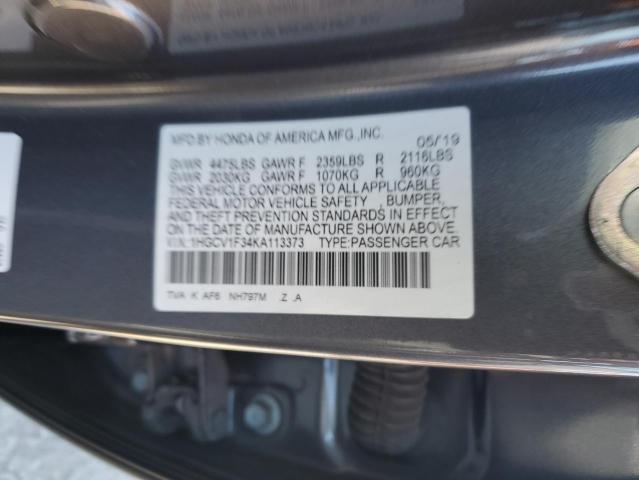 MFD BY HONDA OF AMERICA MFG.,INC. 05/19
GVWR 4475LBS GAWR F 2359LBS R 2116LBS
GVWR 2030KG GAWR F 1070KG R 960KG
THIS VEHICLE CONFORMS TO ALL APPLICABLE
FEDERAL MOTOR VEHICLE SAFETY , BUMPER,
AND THEFT PREVENTION STANDARDS IN EFFECT
ON THE DATE OF MANUFACTURE SHOWN ABOVE.
V.I.N.:1HGCV1F34KA113373 TYPE:PASSENGER CAR
TVA K AF6 NH797M .Z .A